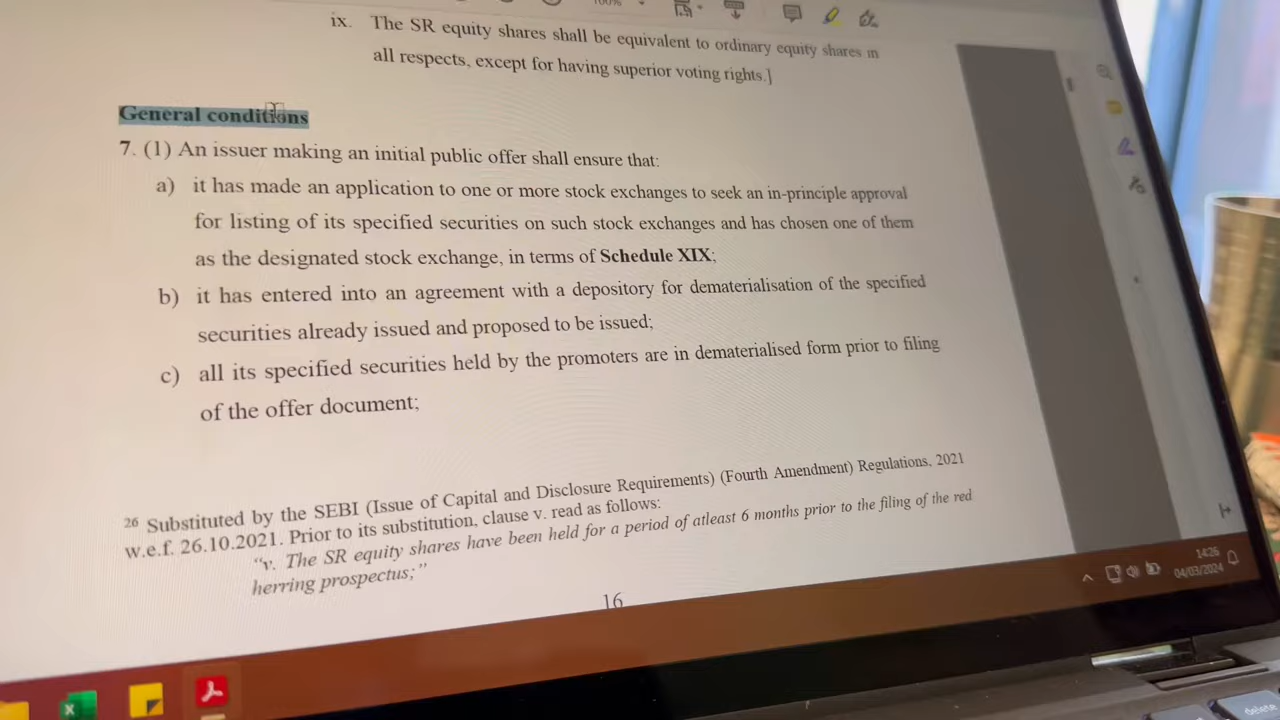 100%
ix. The SR equity shares shall be equivalent to ordinary equity shares in
all respects, except for having superior voting rights.]
General conditions
7. (1) An issuer making an initial public offer shall ensure that:
a) it has made an application to one or more stock exchanges to seek an in-principle approval
for listing of its specified securities on such stock exchanges and has chosen one of them
as the designated stock exchange, in terms of Schedule XIX;
b) it has entered into an agreement with a depository for dematerialisation of the specified
securities already issued and proposed to be issued;
c) all its specified securities held by the promoters are in dematerialised form prior to filing
of the offer document;
26 Substituted by the SEBI (Issue of Capital and Disclosure Requirements) (Fourth Amendment) Regulations, 2021
w.e.f. 26.10.2021. Prior to its substitution, clause v. read as follows:
“v. The SR equity shares have been held for a period of atleast 6 months prior to the filing of the red
herring prospectus;”
16
14:26
04/03/2024
X
delete